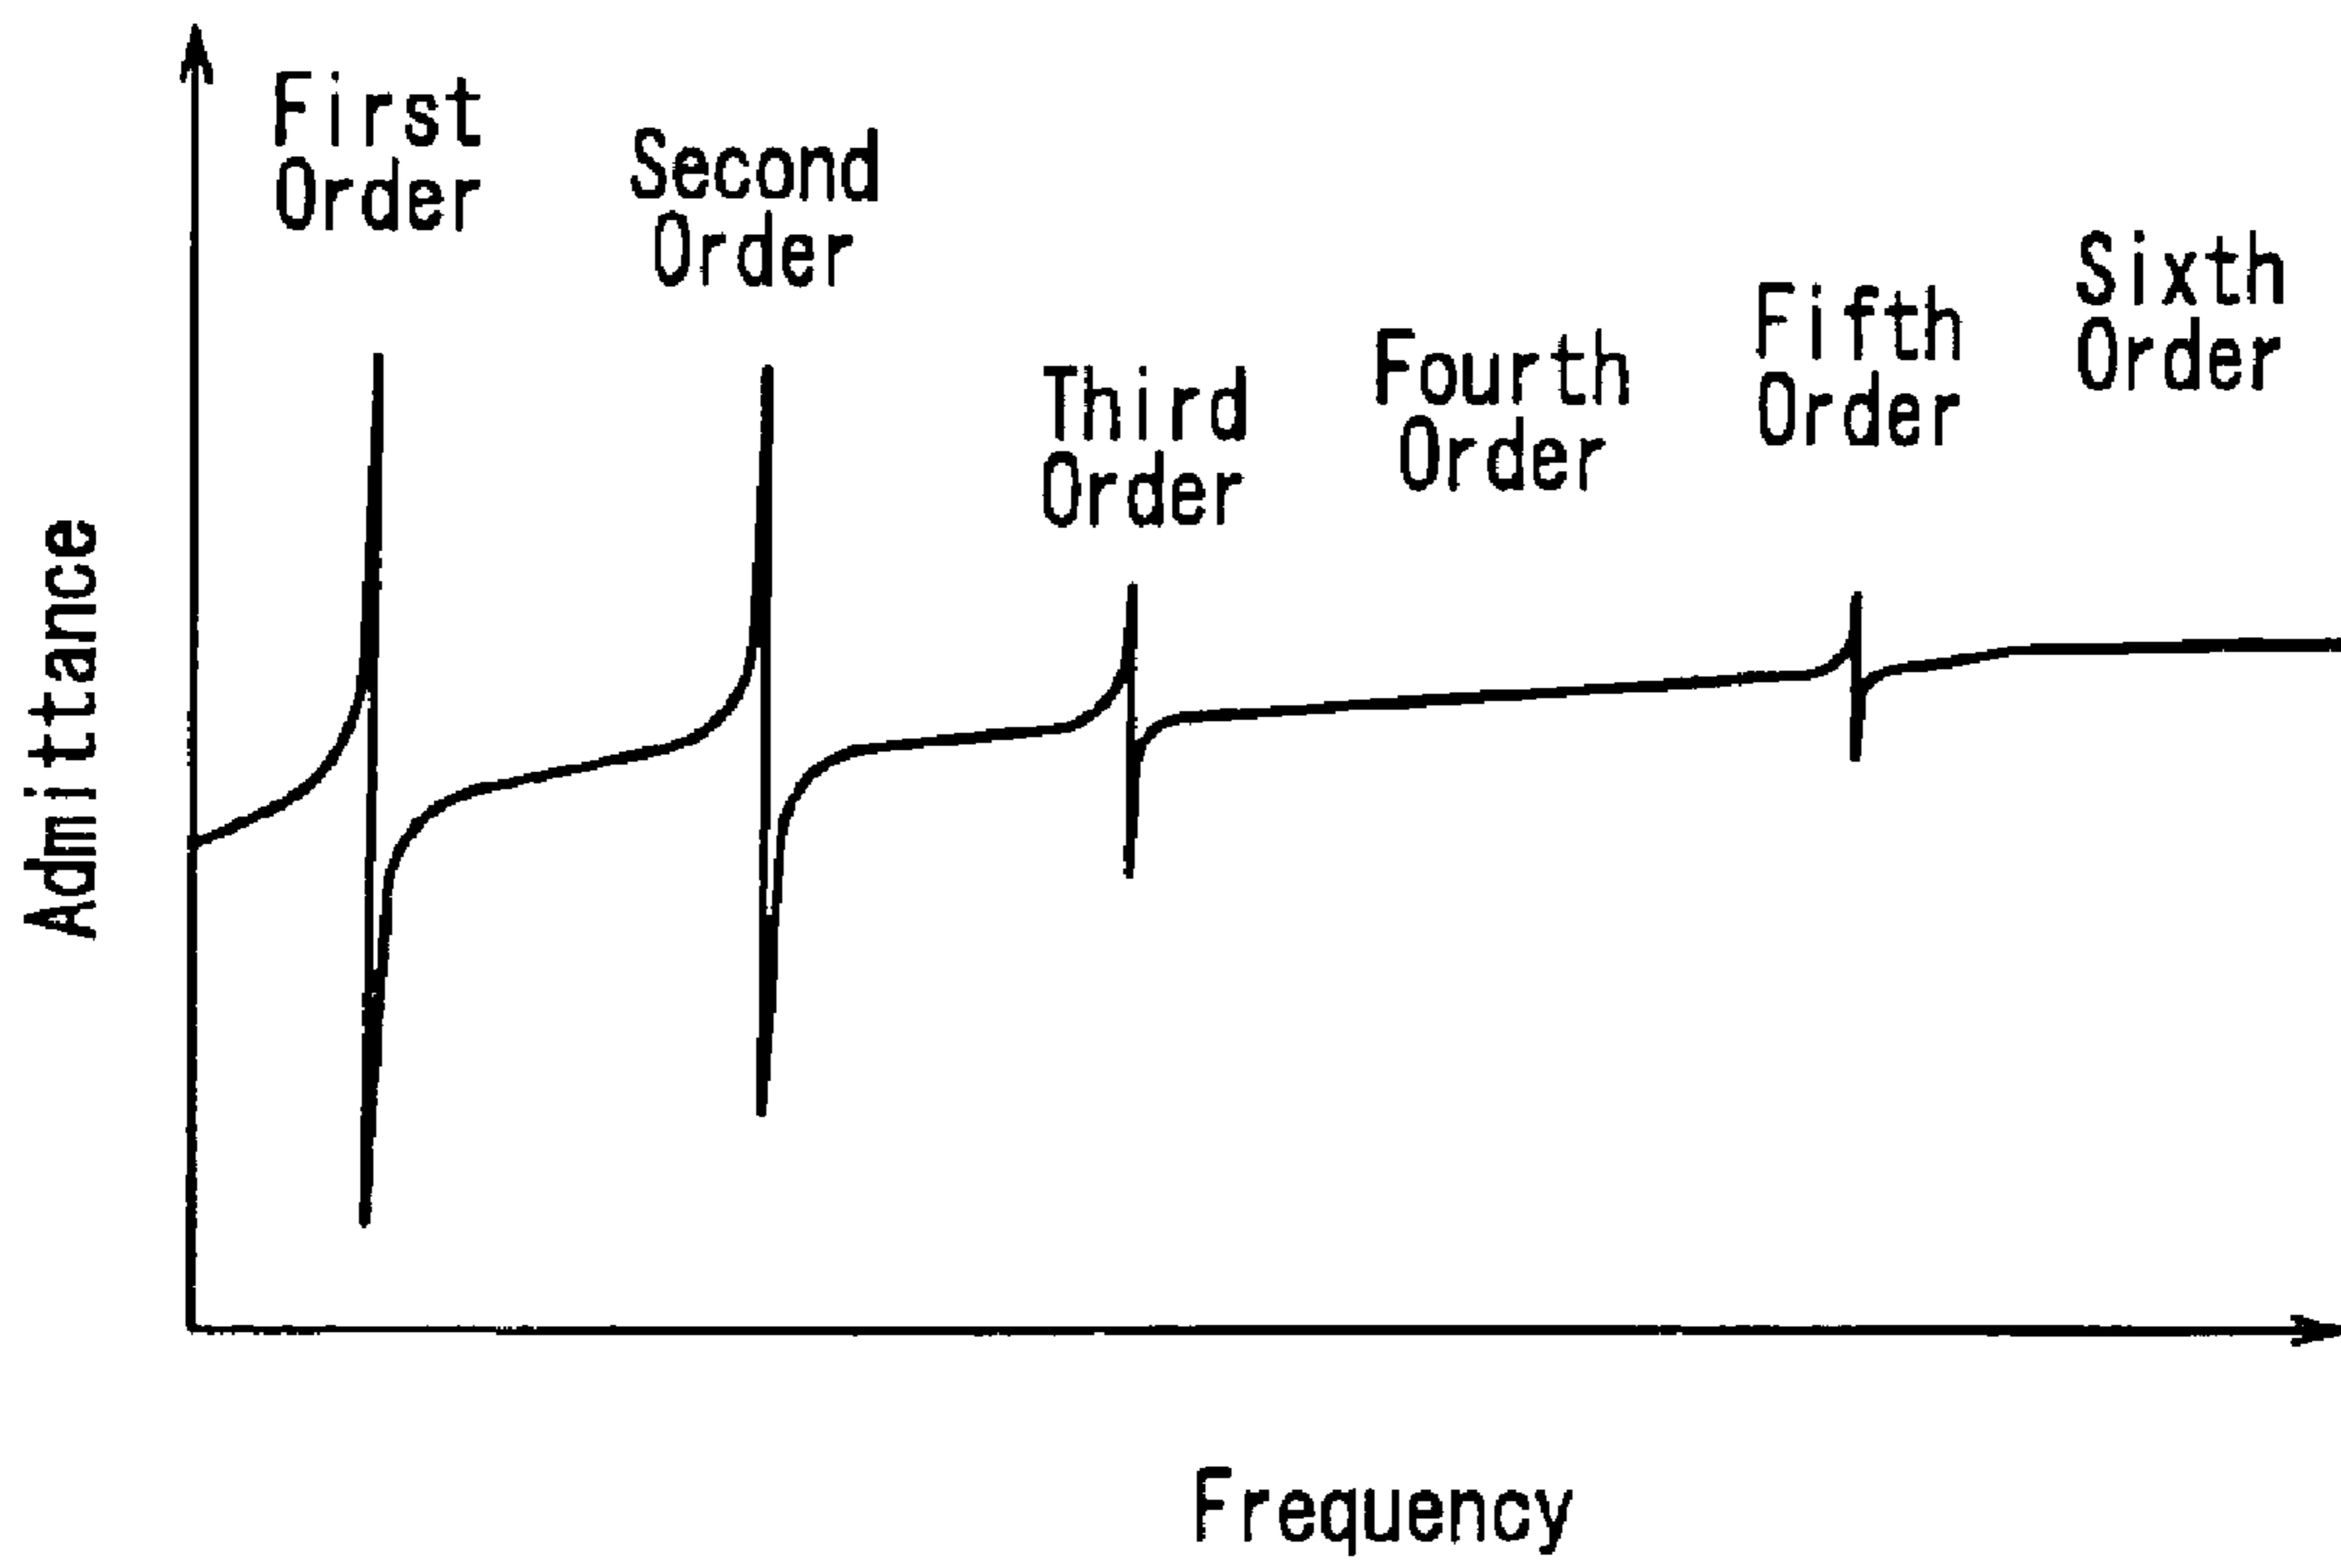 First
Order
Second
Order
Third
Order
Fourth
Order
Fifth
Order
Sixth
Order
Admittance
Frequency